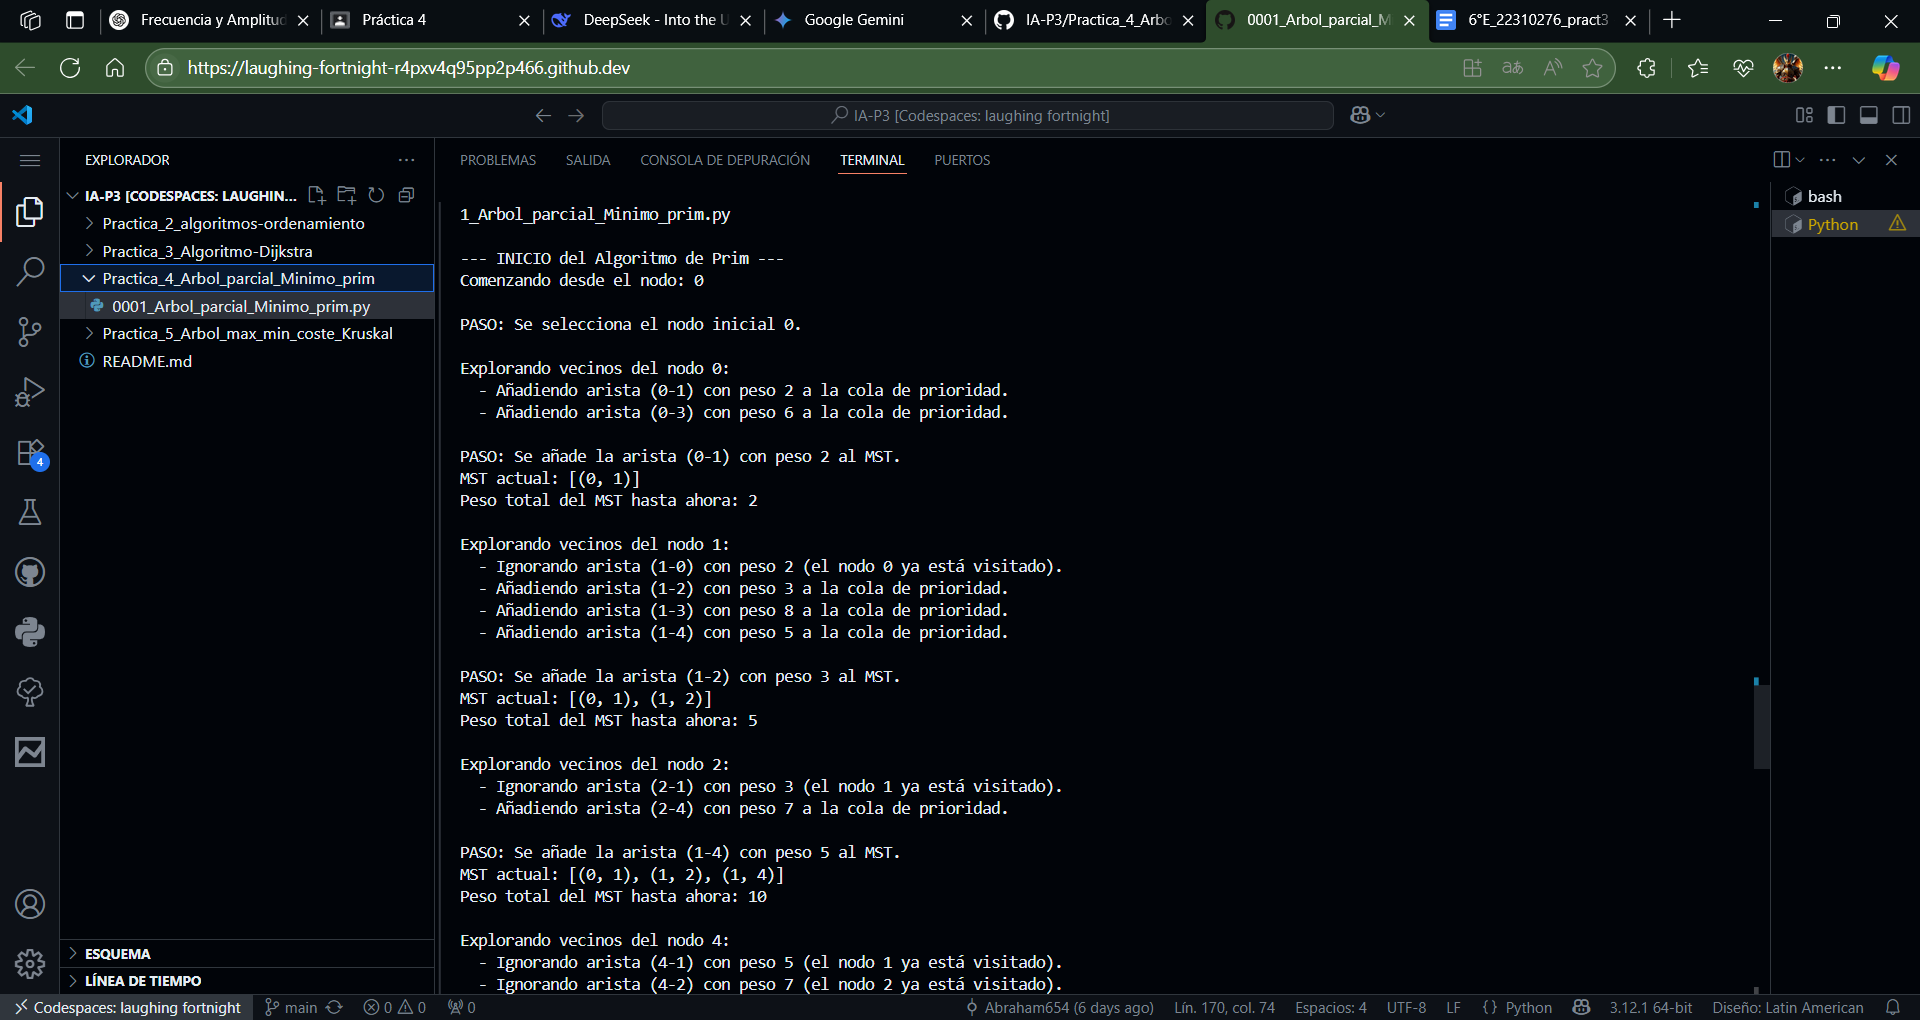 Frecuencia y Amplitud
Práctica 4
DeepSeek - Into the U
Google Gemini
IA-P3/Practica_4_Arbo
0001_Arbol_parcial_M
6°E_22310276_pract3
https://laughing-fortnight-r4pxv4q95pp2p466.github.dev
IA-P3 [Codespaces: laughing fortnight]
EXPLORADOR
IA-P3 [CODESPACES: LAUGHIN...
Practica_2_algoritmos-ordenamiento
Practica_3_Algoritmo-Dijkstra
Practica_4_Arbol_parcial_Minimo_prim
0001_Arbol_parcial_Minimo_prim.py
Practica_5_Arbol_max_min_coste_Kruskal
README.md
4
ESQUEMA
LÍNEA DE TIEMPO
PROBLEMAS SALIDA CONSOLA DE DEPURACIÓN TERMINAL PUERTOS
bash
Python
1_Arbol_parcial_Minimo_prim.py
--- INICIO del Algoritmo de Prim ---
Comenzando desde el nodo: 0
PASO: Se selecciona el nodo inicial 0.
Explorando vecinos del nodo 0:
- Añadiendo arista (0-1) con peso 2 a la cola de prioridad.
- Añadiendo arista (0-3) con peso 6 a la cola de prioridad.
PASO: Se añade la arista (0-1) con peso 2 al MST.
MST actual: [(0, 1)]
Peso total del MST hasta ahora: 2
Explorando vecinos del nodo 1:
- Ignorando arista (1-0) con peso 2 (el nodo 0 ya está visitado).
- Añadiendo arista (1-2) con peso 3 a la cola de prioridad.
- Añadiendo arista (1-3) con peso 8 a la cola de prioridad.
- Añadiendo arista (1-4) con peso 5 a la cola de prioridad.
PASO: Se añade la arista (1-2) con peso 3 al MST.
MST actual: [(0, 1), (1, 2)]
Peso total del MST hasta ahora: 5
Explorando vecinos del nodo 2:
- Ignorando arista (2-1) con peso 3 (el nodo 1 ya está visitado).
- Añadiendo arista (2-4) con peso 7 a la cola de prioridad.
PASO: Se añade la arista (1-4) con peso 5 al MST.
MST actual: [(0, 1), (1, 2), (1, 4)]
Peso total del MST hasta ahora: 10
Explorando vecinos del nodo 4:
- Ignorando arista (4-1) con peso 5 (el nodo 1 ya está visitado).
- Ignorando arista (4-2) con peso 7 (el nodo 2 ya está visitado).
Codespaces: laughing fortnight main 0 0 0 Abraham654 (6 days ago) Lín. 170, col. 74 Espacios: 4 UTF-8 LF {} Python 3.12.1 64-bit Diseño: Latin American